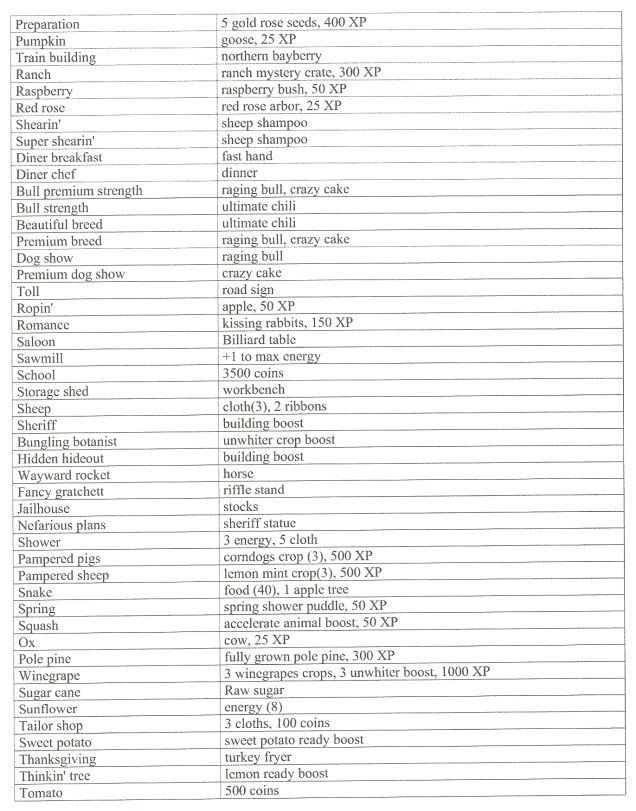 Preparation 5 gold rose seeds, 400 XP
Pumpkin goose, 25 XP
Train building northern bayberry
Ranch ranch mystery crate, 300 XP
Raspberry raspberry bush, 50 XP
Red rose red rose arbor, 25 XP
Shearin' sheep shampoo
Super shearin' sheep shampoo
Diner breakfast fast hand
Diner chef dinner
Bull premium strength raging bull, crazy cake
Bull strength ultimate chili
Beautiful breed ultimate chili
Premium breed raging bull, crazy cake
Dog show raging bull
Premium dog show crazy cake
Toll road sign
Ropin' apple, 50 XP
Romance kissing rabbits, 150 XP
Saloon Billiard table
Sawmill +1 to max energy
School 3500 coins
Storage shed workbench
Sheep cloth(3), 2 ribbons
Sheriff building boost
Bungling botanist unwhiter crop boost
Hidden hideout building boost
Wayward rocket horse
Fancy gratchett riffle stand
Jailhouse stocks
Nefarious plans sheriff statue
Shower 3 energy, 5 cloth
Pampered pigs corndogs crop (3), 500 XP
Pampered sheep lemon mint crop(3), 500 XP
Snake food (40), 1 apple tree
Spring spring shower puddle, 50 XP
Squash accelerate animal boost, 50 XP
Ox cow, 25 XP
Pole pine fully grown pole pine, 300 XP
Winegrape 3 winegrapes crops, 3 unwhiter boost, 1000 XP
Sugar cane Raw sugar
Sunflower energy (8)
Tailor shop 3 cloths, 100 coins
Sweet potato sweet potato ready boost
Thanksgiving turkey fryer
Thinkin' tree lemon ready boost
Tomato 500 coins